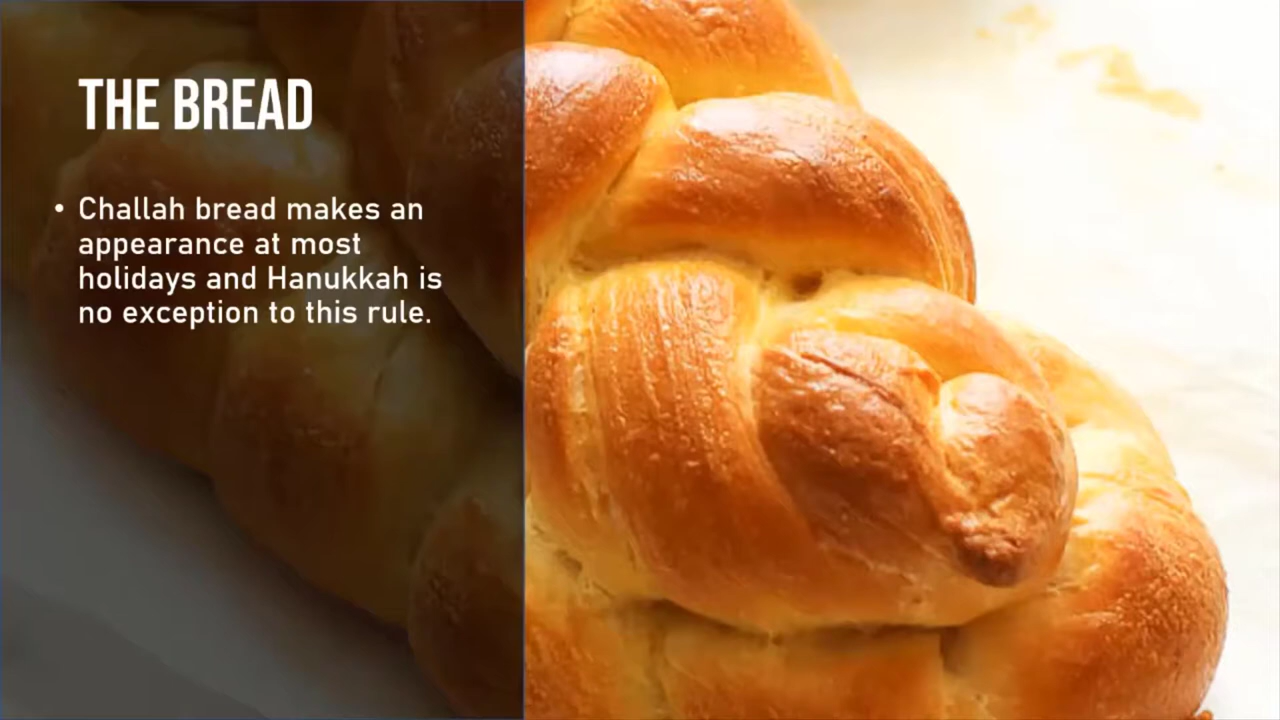 THE BREAD
• Challah bread makes an
appearance at most
holidays and Hanukkah is
no exception to this rule.